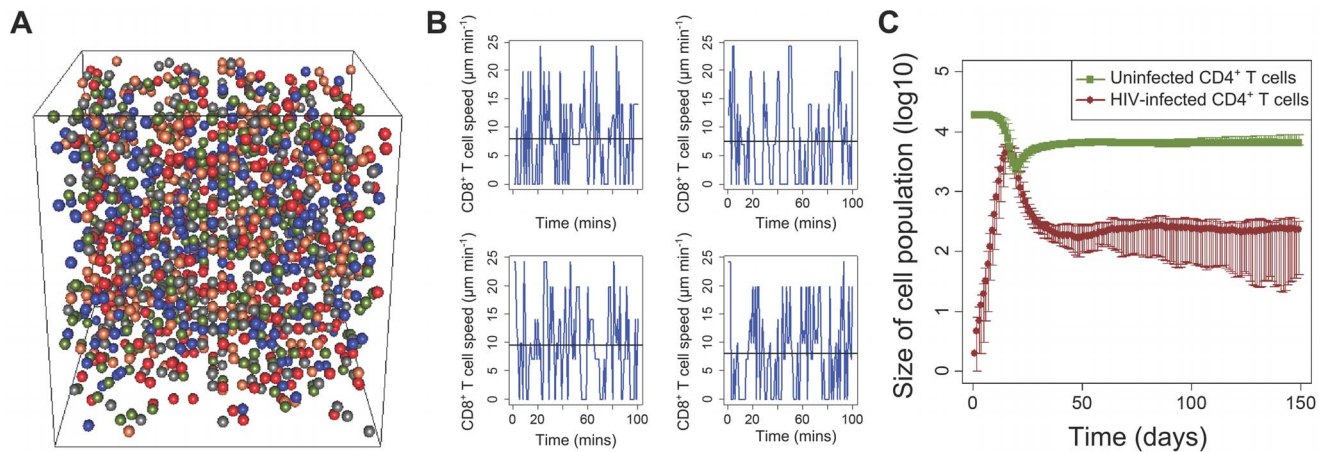 A
B
CD8⁺ T cell speed (µm min⁻¹)
25
20
15
10
5
0
0 20 60 100
Time (mins)
CD8⁺ T cell speed (µm min⁻¹)
25
20
15
10
5
0
0 20 60 100
Time (mins)
CD8⁺ T cell speed (µm min⁻¹)
25
20
15
10
5
0
0 20 60 100
Time (mins)
CD8⁺ T cell speed (µm min⁻¹)
25
20
15
10
5
0
0 20 60 100
Time (mins)
C
Size of cell population (log10)
5
4
3
2
1
0
Uninfected CD4⁺ T cells
HIV-infected CD4⁺ T cells
0 50 100 150
Time (days)